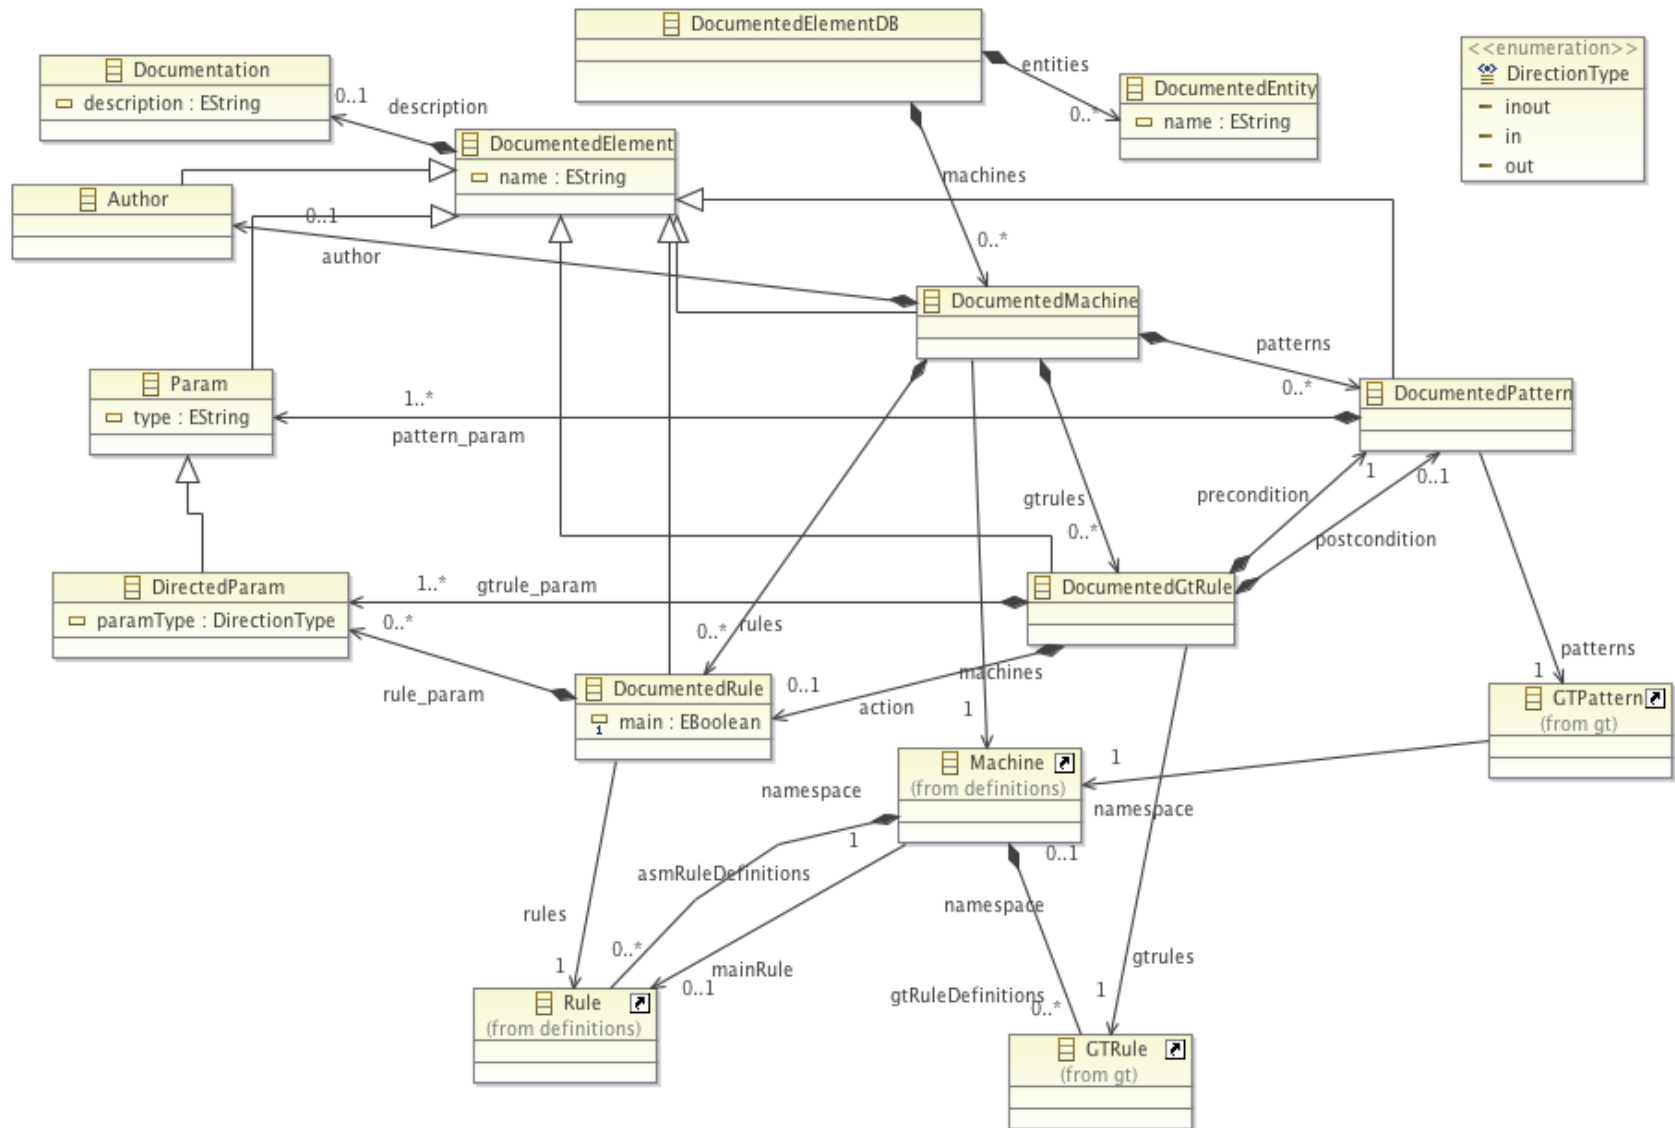 DocumentedElementDB
<<enumeration>>
DirectionType
inout
in
out
Documentation
description : EString
entities
DocumentedEntity
name : EString
0..*
0..1
description
DocumentedElement
name : EString
machines
0..*
Author
0..1
author
DocumentedMachine
patterns
0..*
Param
type : EString
1..*
pattern_param
DocumentedPattern
1
0..1
precondition
postcondition
gtrules
0..*
DirectedParam
paramType : DirectionType
1..*
gtrule_param
DocumentedGtRule
0..*
rule_param
0..*
rules
DocumentedRule
main : EBoolean
0..1
action
machines
1
patterns
1
GTPattern
(from gt)
Machine
(from definitions)
1
namespace
namespace
1
0..1
asmRuleDefinitions
namespace
rules
1
0..*
mainRule
0..1
gtRuleDefinitions
0..*
gtrules
1
Rule
(from definitions)
GTRule
(from gt)